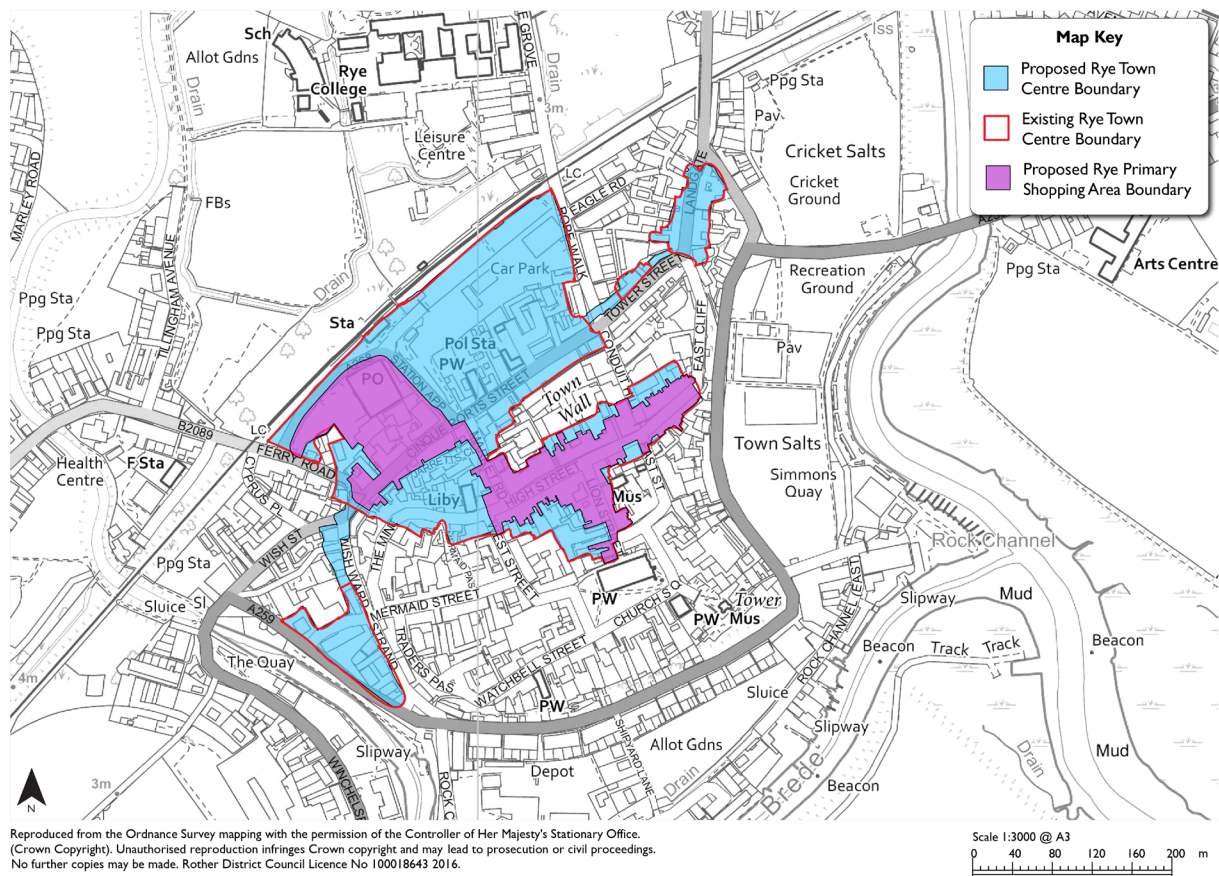 Map Key
Proposed Rye Town
Centre Boundary
Existing Rye Town
Centre Boundary
Proposed Rye Primary
Shopping Area Boundary
Sch
Allot Gdns
Rye
College
Drain
E GROVE
Drain
3m
Iss
Ppg Sta
Pav
Leisure
Centre
Cricket Salts
Cricket
Ground
MARLEY ROAD
FBs
LC
EAGLE RD
LANDGATE
ROPE WALK
TILLINGHAM AVENUE
Drain
Car Park
TOWER STREET
Recreation
Ground
Ppg Sta
Arts Centre
Ppg Sta
Ppg Sta
Sta
Pol Sta
PW
CONDUIT
EAST CLIFF
Pav
PO
STATION APP
CINQUE PORTS STREET
Town
Wall
B2089
LC
FERRY ROAD
Town Salts
Health
Centre
F Sta
CYPRUS PL
Liby
HIGH STREET
LION ST
Mus
Simmons
Quay
WISH ST
THE MINT
WISH WARD
MERMAID STREET
WEST STREET
Rock Channel
Ppg Sta
Sluice
Sl
A259
PW
CHURCH SQ
PW
Tower
Mus
Slipway
Mud
STRAND
TRADERS PAS
WATCHBELL STREET
ROCK CHANNEL EAST
Beacon
Track
Track
Beacon
The Quay
4m
PW
Sluice
Slipway
Allot Gdns
SHIPYARD LANE
Slipway
Depot
Drain
Brede
Beacon
Drain
Mud
3m
WINCHELSE
ROCK C
N
Reproduced from the Ordnance Survey mapping with the permission of the Controller of Her Majesty's Stationary Office.
(Crown Copyright). Unauthorised reproduction infringes Crown copyright and may lead to prosecution or civil proceedings.
No further copies may be made. Rother District Council Licence No 100018643 2016.
Scale 1:3000 @ A3
0 40 80 120 160 200 m